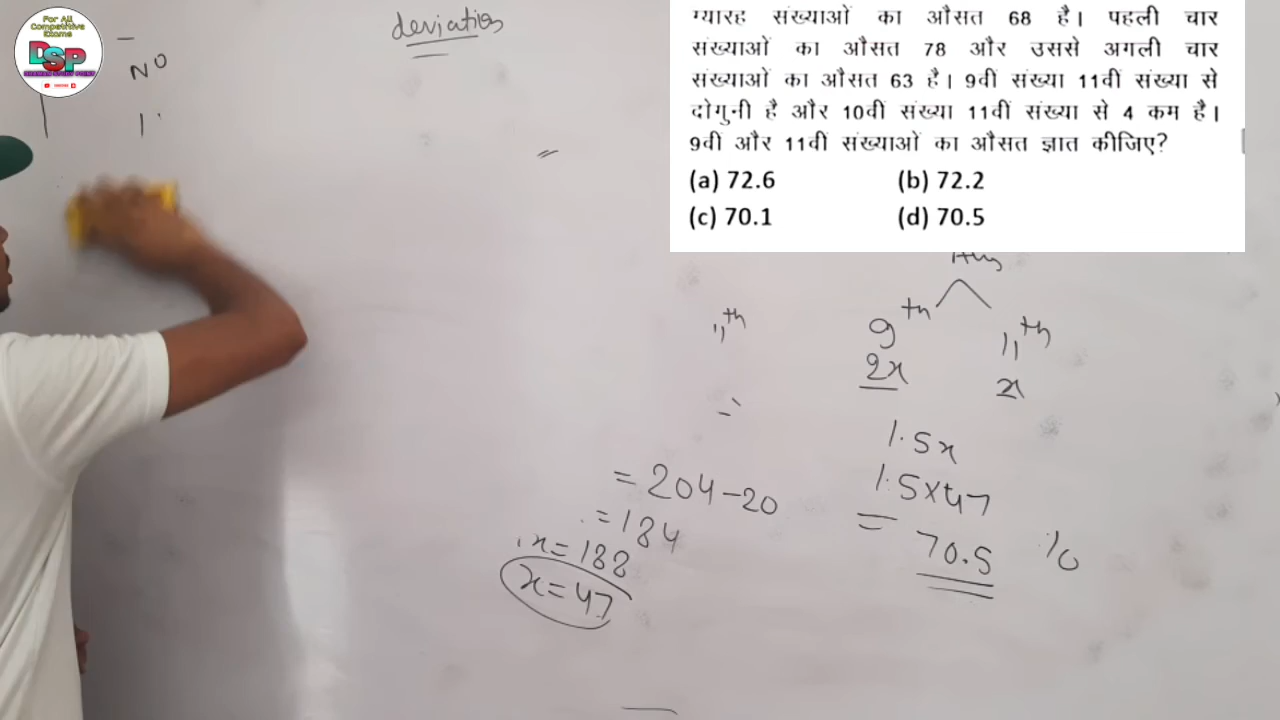 For All
Competitive
Exams
DSP
deviation
No
ग्यारह संख्याओं का औसत 68 है। पहली चार
संख्याओं का औसत 78 और उससे अगली चार
संख्याओं का औसत 63 है। 9वीं संख्या 11वीं संख्या से
दोगुनी है और 10वीं संख्या 11वीं संख्या से 4 कम है।
9वीं और 11वीं संख्याओं का औसत ज्ञात कीजिए?
(a) 72.6 (b) 72.2
(c) 70.1 (d) 70.5
9th 11th
2x x
1.5x
1.5x47
= 70.5
= 204-20
=184
x=188
x=47